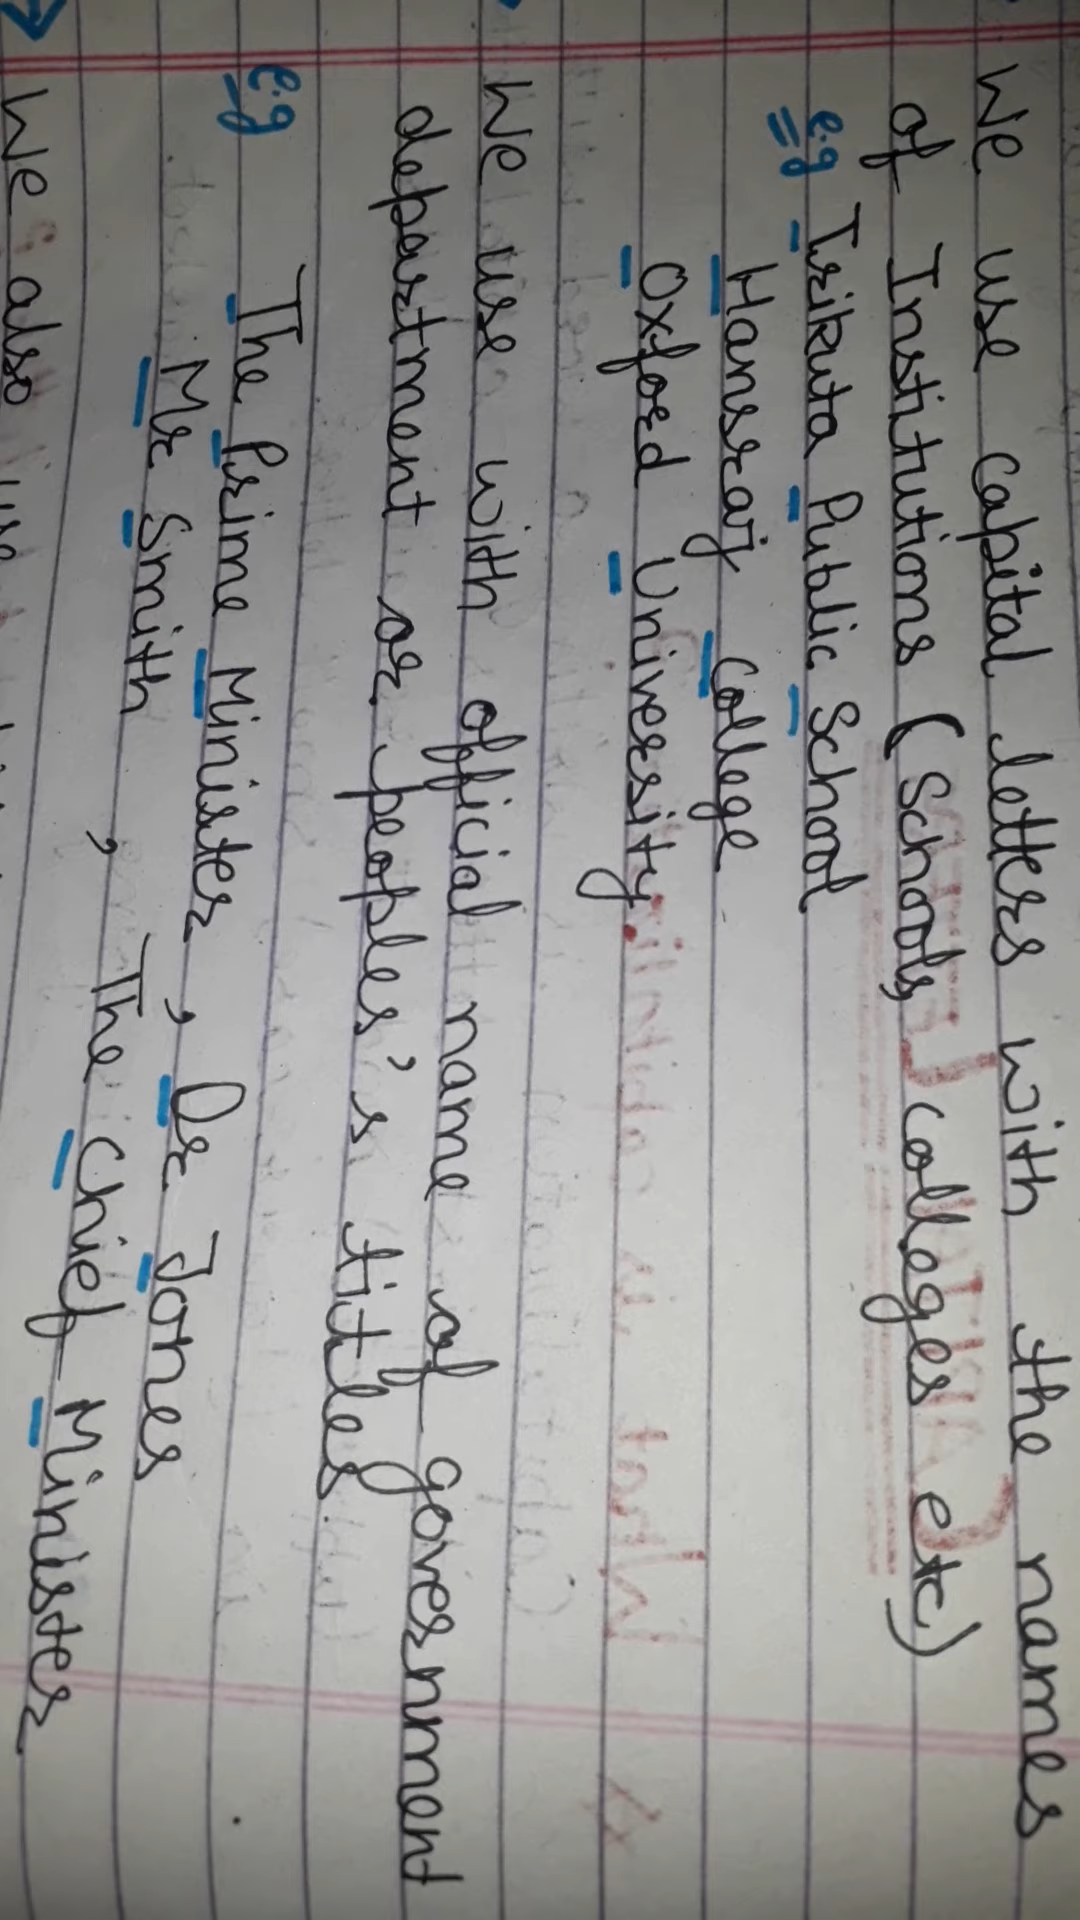 We use capital letters with the names
of Institutions (Schools, colleges etc)
e.g Trikuta Public School
Hansraj College
Oxford University
We use with official name of government
department or peoples's titles
e.g The Prime Minister, Dr Jones
Mr Smith , The Chief Minister
We also